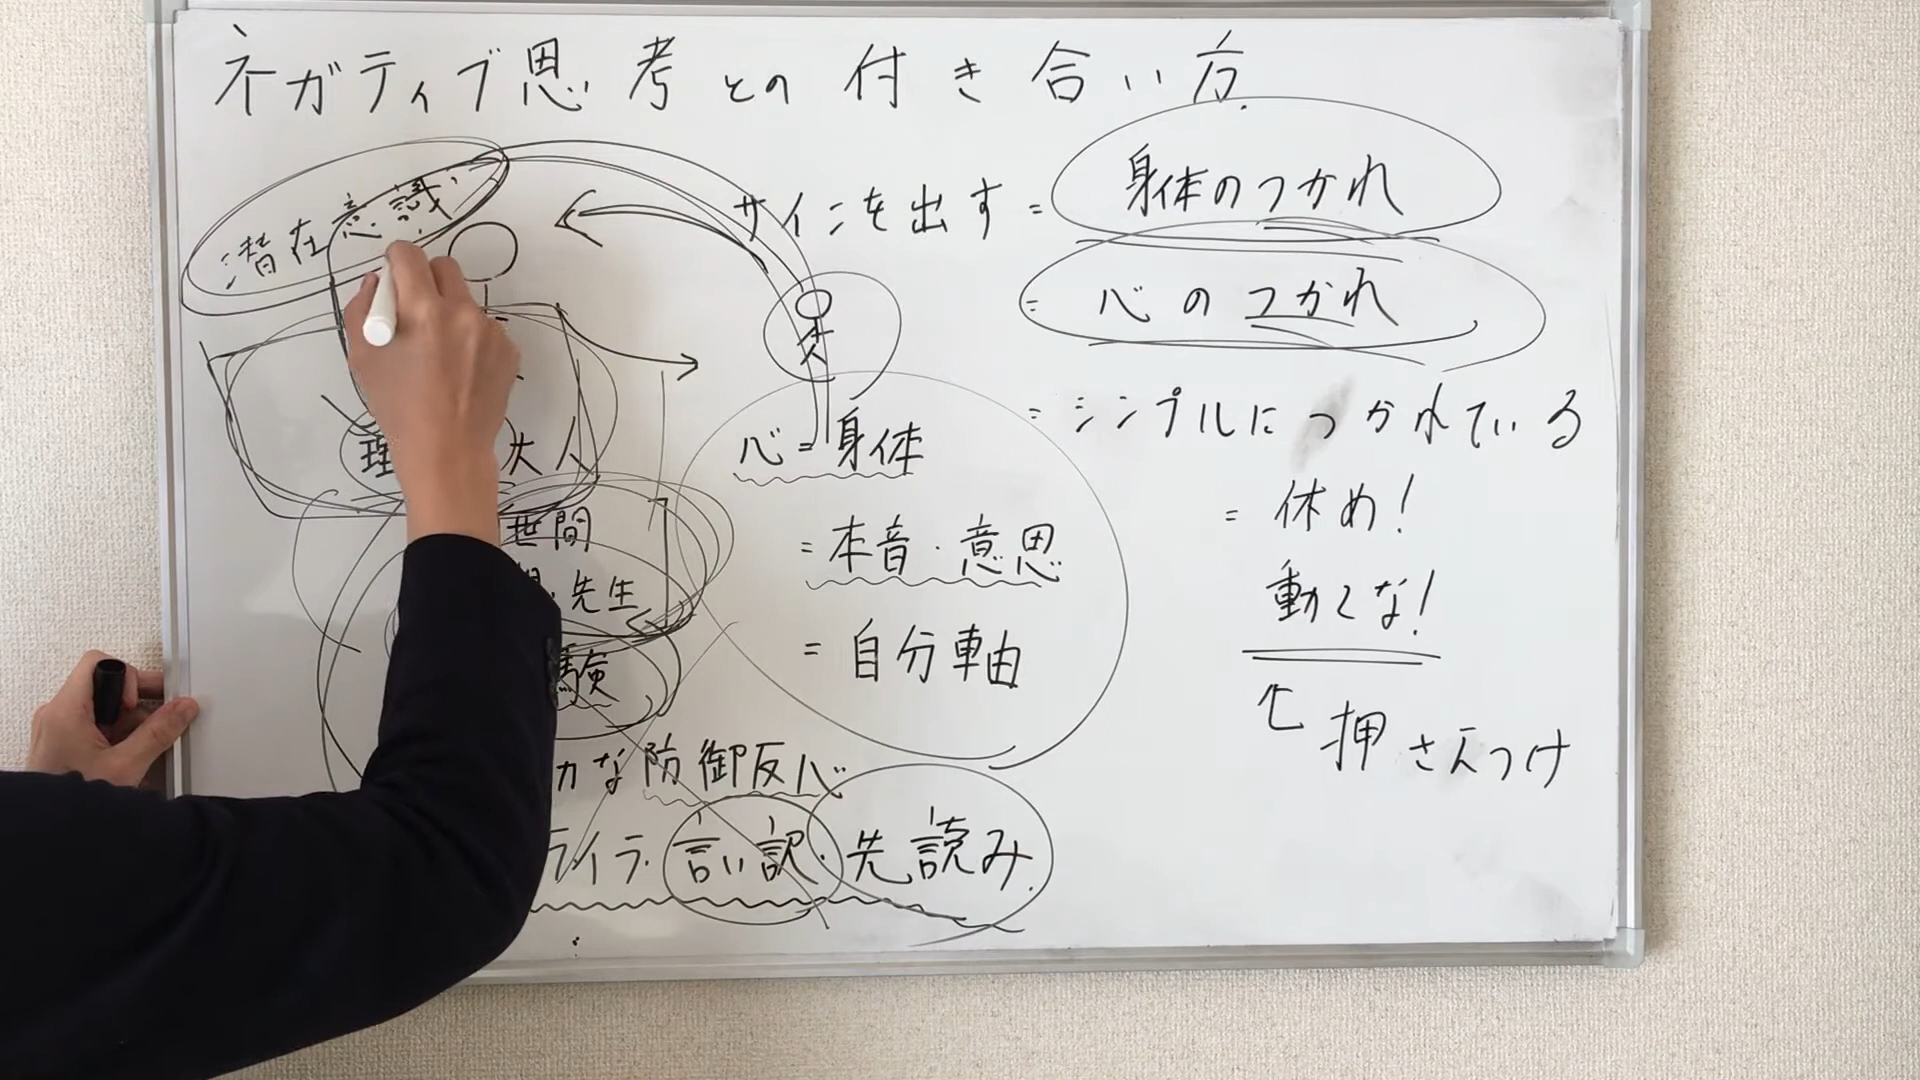 ネガティブ思考との付き合い方
潜在意識
サインを出す = 身体のつかれ
= 心のつかれ
= シンプルにつかれている
= 休め!
動くな!
↑押さえつけ
心=身体
= 本音・意思
= 自分軸
理 大人
世間
先生
験
な防御反応
ライラ・言い訳・先読み